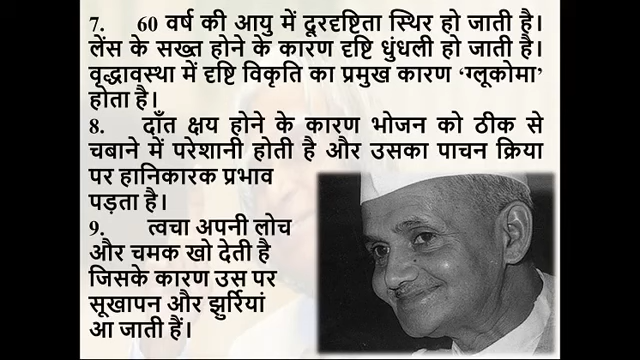 7. 60 वर्ष की आयु में दूरदृष्टिता स्थिर हो जाती है।
लेंस के सख्त होने के कारण दृष्टि धुंधली हो जाती है।
वृद्धावस्था में दृष्टि विकृति का प्रमुख कारण ‘ग्लूकोमा’
होता है।
8. दाँत क्षय होने के कारण भोजन को ठीक से
चबाने में परेशानी होती है और उसका पाचन क्रिया
पर हानिकारक प्रभाव
पड़ता है।
9. त्वचा अपनी लोच
और चमक खो देती है
जिसके कारण उस पर
सूखापन और झुर्रियां
आ जाती हैं।